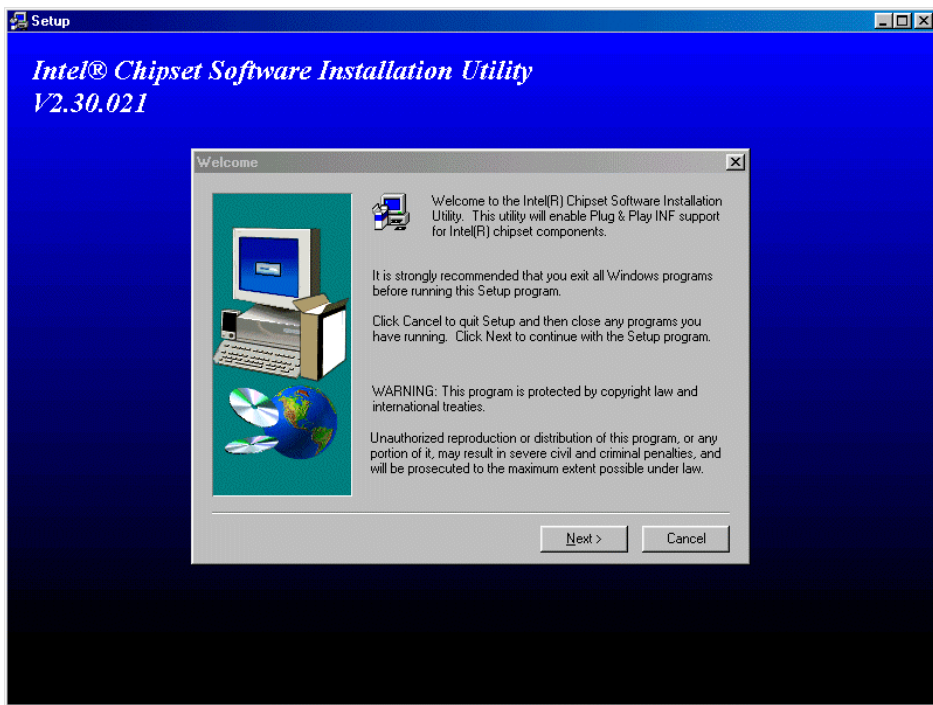 Setup
Intel® Chipset Software Installation Utility
V2.30.021
Welcome
Welcome to the Intel(R) Chipset Software Installation
Utility. This utility will enable Plug & Play INF support
for Intel(R) chipset components.
It is strongly recommended that you exit all Windows programs
before running this Setup program.
Click Cancel to quit Setup and then close any programs you
have running. Click Next to continue with the Setup program.
WARNING: This program is protected by copyright law and
international treaties.
Unauthorized reproduction or distribution of this program, or any
portion of it, may result in severe civil and criminal penalties, and
will be prosecuted to the maximum extent possible under law.
Next >
Cancel